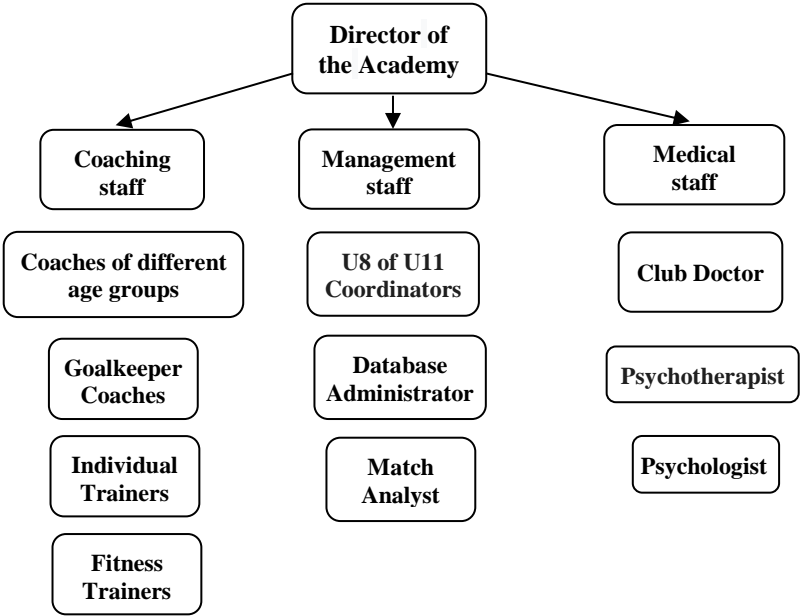 Director of
the Academy
Coaching
staff
Management
staff
Medical
staff
Coaches of different
age groups
U8 of U11
Coordinators
Club Doctor
Goalkeeper
Coaches
Database
Administrator
Psychotherapist
Individual
Trainers
Match
Analyst
Psychologist
Fitness
Trainers